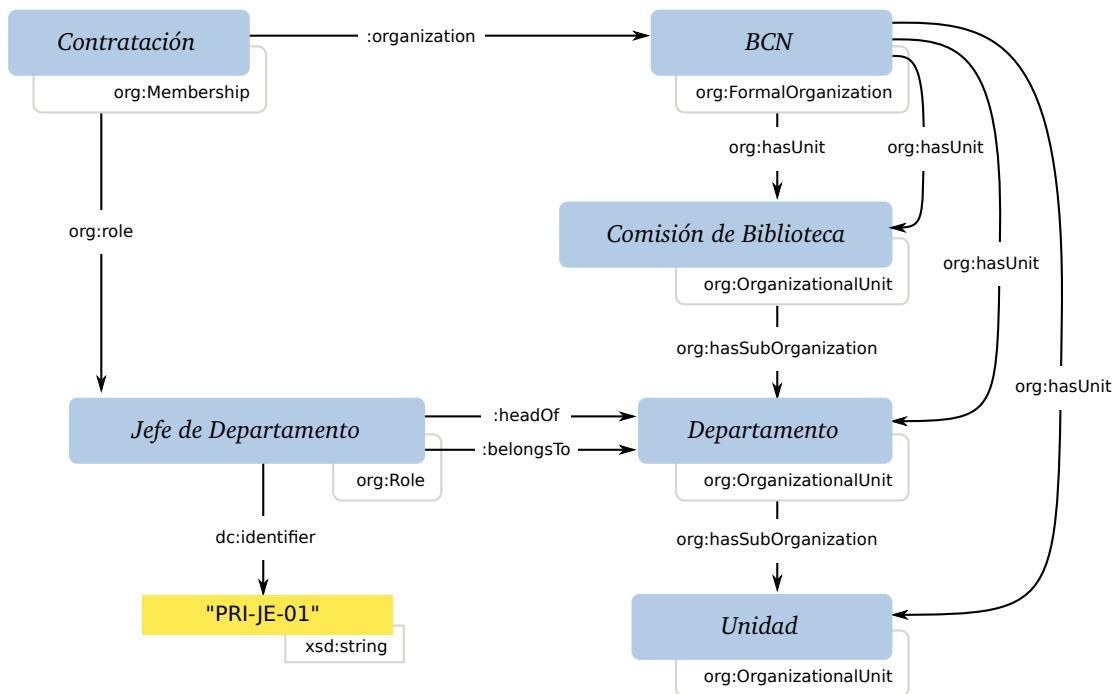 Contratación
:organization
BCN
org:Membership
org:FormalOrganization
org:hasUnit
org:hasUnit
org:role
Comisión de Biblioteca
org:hasUnit
org:OrganizationalUnit
org:hasSubOrganization
org:hasUnit
Jefe de Departamento
:headOf
Departamento
:belongsTo
org:Role
org:OrganizationalUnit
dc:identifier
org:hasSubOrganization
"PRI-JE-01"
Unidad
xsd:string
org:OrganizationalUnit